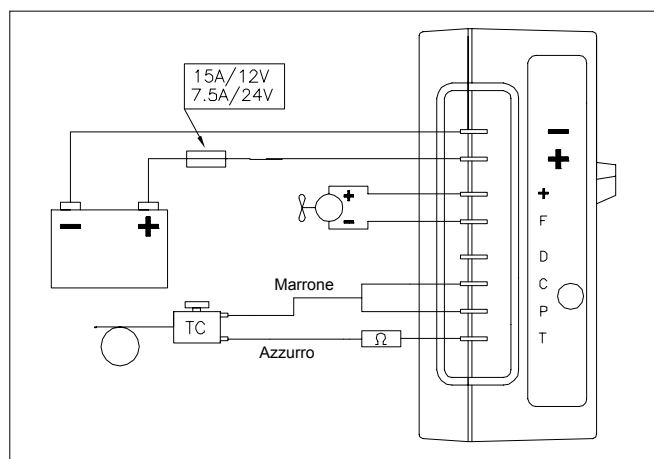 15A/12V
7.5A/24V
−
+
+
F
D
C
P
T
+
−
−
+
Marrone
TC
Azzurro
Ω